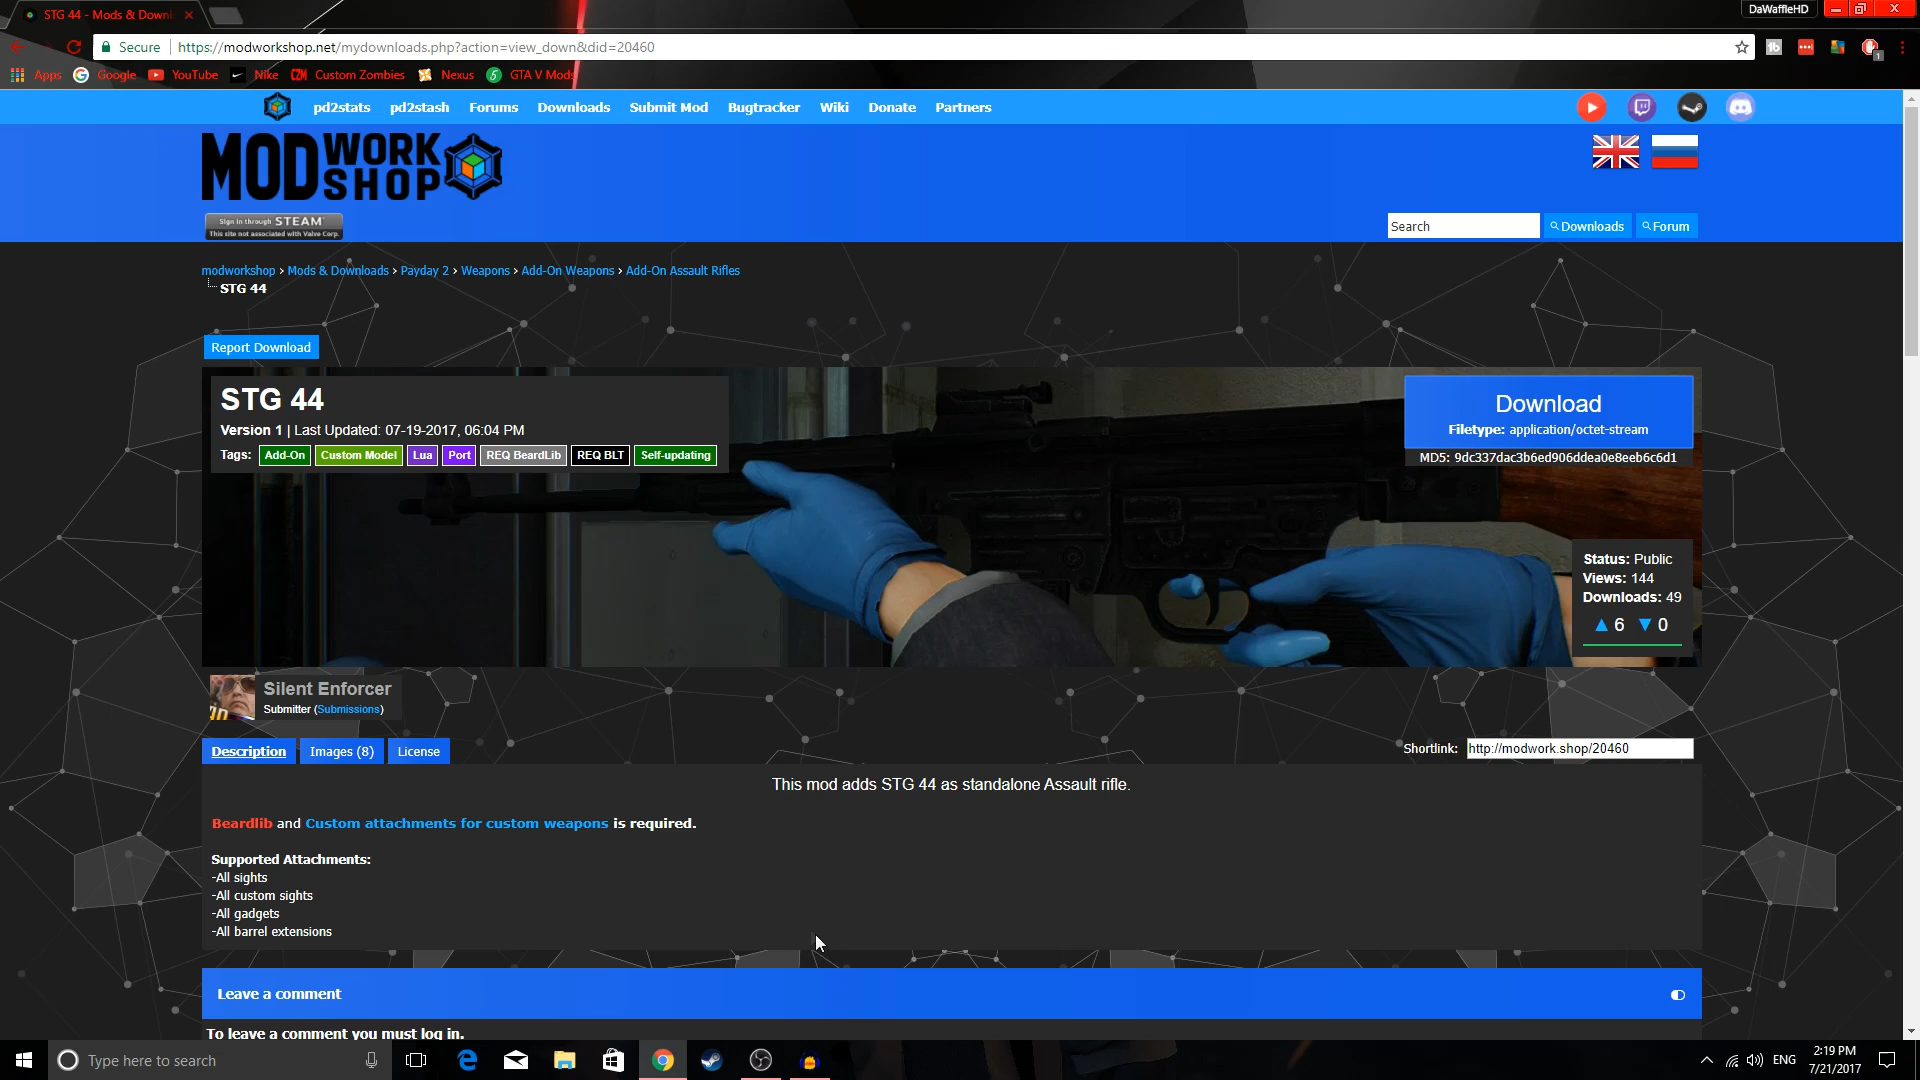 STG 44 - Mods & Downl
DaWaffleHD
Secure
https://modworkshop.net/mydownloads.php?action=view_down&did=20460
Apps
Google
YouTube
Nike
CZM
Custom Zombies
Nexus
GTA V Mods
pd2stats
pd2stash
Forums
Downloads
Submit Mod
Bugtracker
Wiki
Donate
Partners
MODWORK
SHOP
Sign in through STEAM
This site not associated with Valve Corp.
Search
Downloads
Forum
modworkshop › Mods & Downloads › Payday 2 › Weapons › Add-On Weapons › Add-On Assault Rifles
STG 44
Report Download
STG 44
Version 1 | Last Updated: 07-19-2017, 06:04 PM
Tags: Add-On Custom Model Lua Port REQ BeardLib REQ BLT Self-updating
Download
Filetype: application/octet-stream
MD5: 9dc337dac3b6ed906ddea0e8eeb6c6d1
Status: Public
Views: 144
Downloads: 49
▲ 6 ▼ 0
Silent Enforcer
Submitter (Submissions)
Description
Images (8)
License
Shortlink: http://modwork.shop/20460
This mod adds STG 44 as standalone Assault rifle.
Beardlib and Custom attachments for custom weapons is required.
Supported Attachments:
-All sights
-All custom sights
-All gadgets
-All barrel extensions
Leave a comment
To leave a comment you must log in.
Type here to search
ENG
2:19 PM
7/21/2017